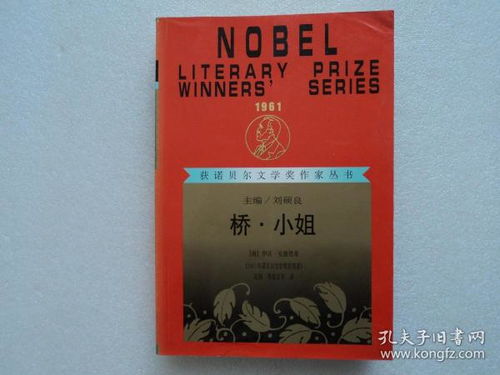 NOBEL
LITERARY PRIZE
WINNERS' SERIES
1961
获诺贝尔文学奖作家丛书
主编/刘硕良
桥·小姐
孔夫子旧书网
www.kongfz.com